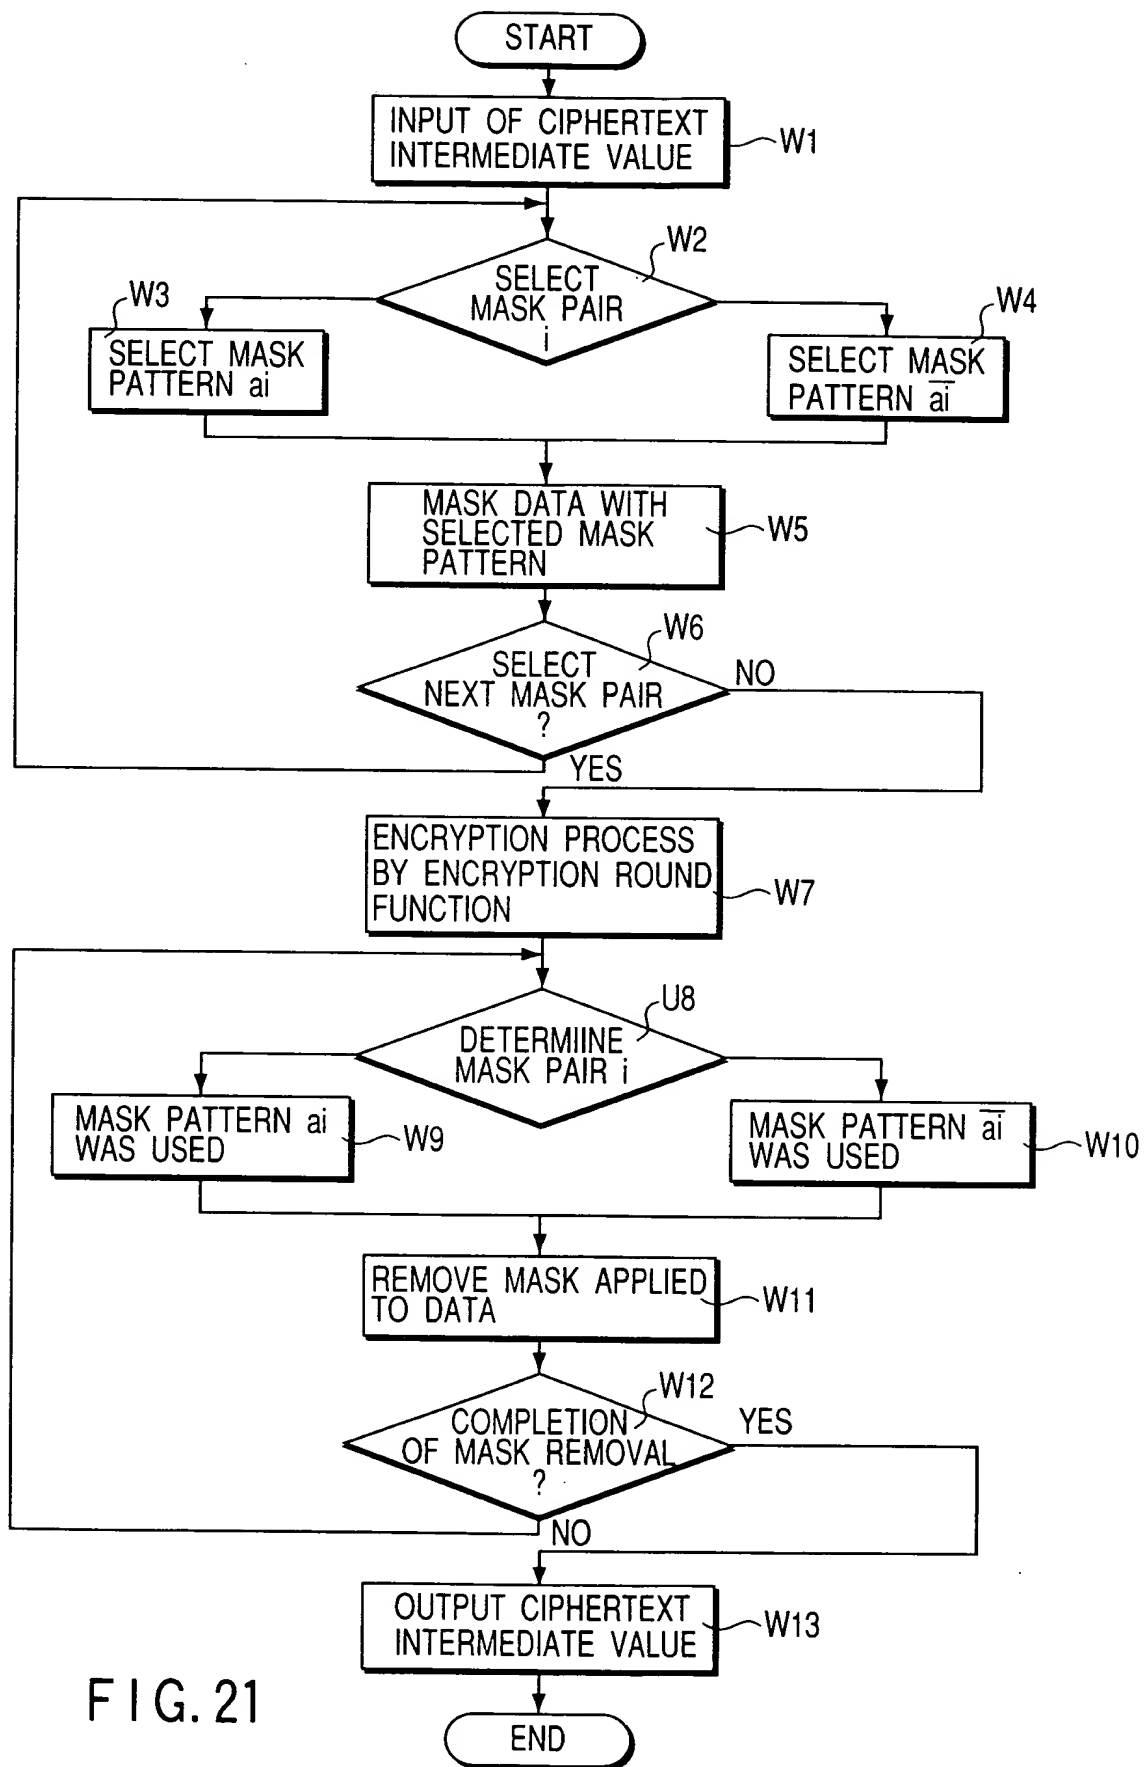 START
INPUT OF CIPHERTEXT
INTERMEDIATE VALUE
W1
W2
SELECT
MASK PAIR
i
W3
SELECT MASK
PATTERN ai
W4
SELECT MASK
PATTERN a̅i̅
MASK DATA WITH
SELECTED MASK
PATTERN
W5
W6
SELECT
NEXT MASK PAIR
?
NO
YES
ENCRYPTION PROCESS
BY ENCRYPTION ROUND
FUNCTION
W7
U8
DETERMIINE
MASK PAIR i
MASK PATTERN ai
WAS USED
W9
MASK PATTERN a̅i̅
WAS USED
W10
REMOVE MASK APPLIED
TO DATA
W11
W12
COMPLETION
OF MASK REMOVAL
?
YES
NO
OUTPUT CIPHERTEXT
INTERMEDIATE VALUE
W13
FIG. 21
END